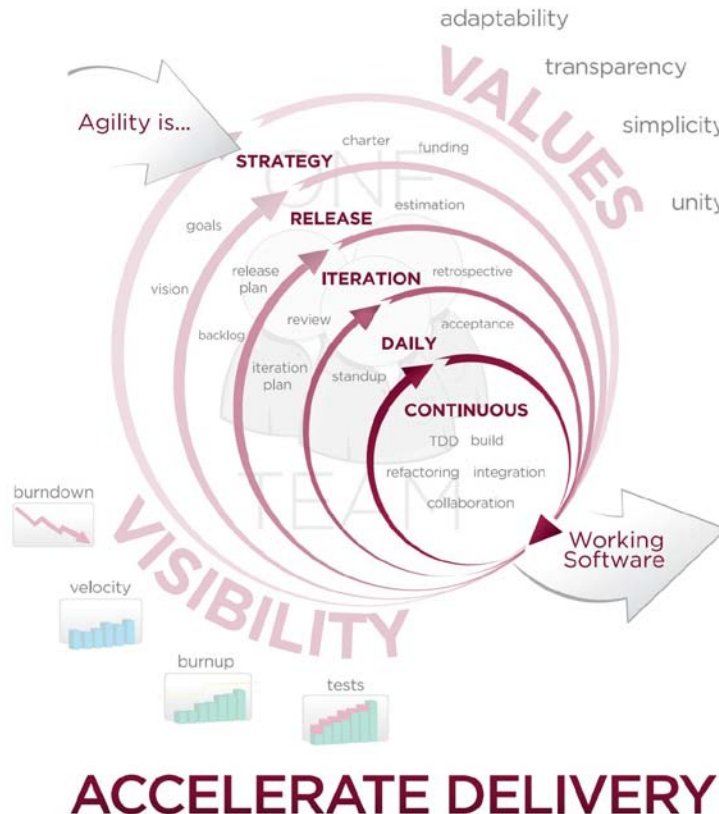 adaptability
transparency
simplicity
unity
VALUES
Agility is...
STRATEGY
charter
funding
ONE
goals
vision
RELEASE
estimation
release
plan
backlog
ITERATION
retrospective
review
iteration
plan
DAILY
acceptance
standup
CONTINUOUS
TDD
build
refactoring
integration
collaboration
TEAM
Working
Software
VISIBILITY
burndown
velocity
burnup
tests
ACCELERATE DELIVERY